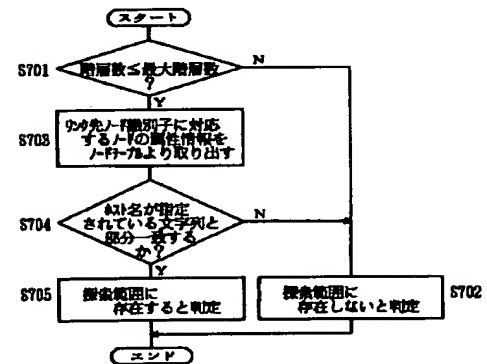 スタート
S701
階層数≦最大階層数
?
N
Y
S703
リンク先ノード識別子に対応
するノードの属性情報を
ノードテーブルより取り出す
S704
ホスト名が指定
されている文字列と
部分一致する
か?
N
Y
S705
探索範囲に
存在すると判定
探索範囲に
存在しないと判定
S702
エンド